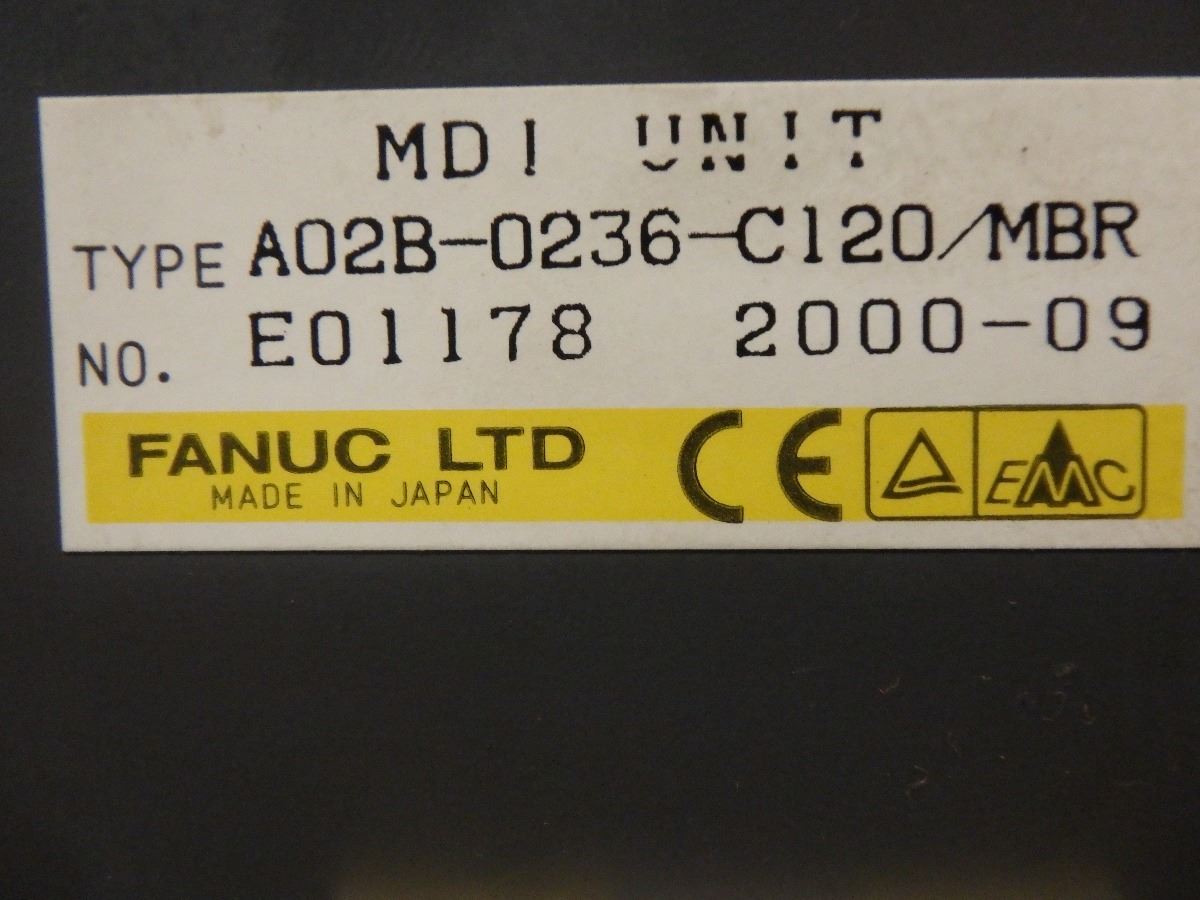 MDI UNIT
TYPE A02B-0236-C120/MBR
NO. E01178 2000-09
FANUC LTD CE EMC
MADE IN JAPAN